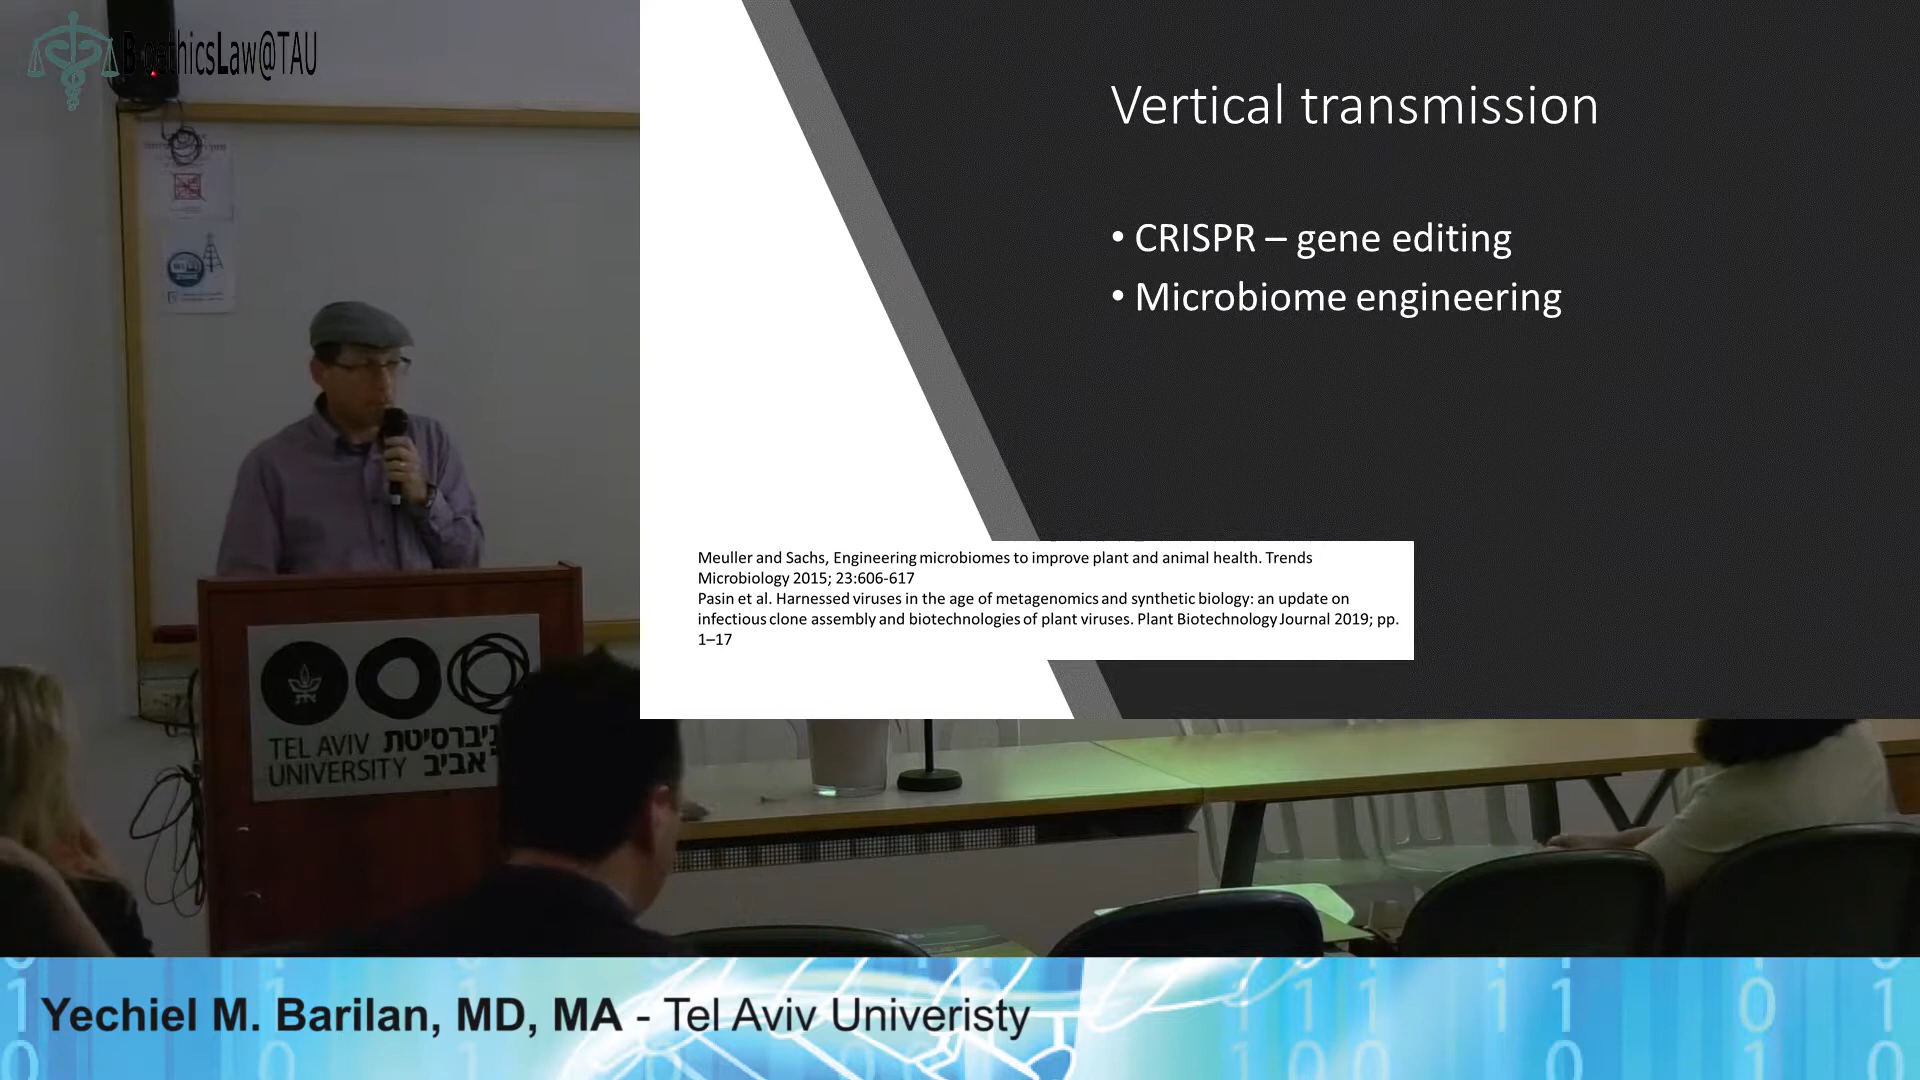 BioethicsLaw@TAU
Vertical transmission
• CRISPR – gene editing
• Microbiome engineering
Meuller and Sachs, Engineering microbiomes to improve plant and animal health. Trends
Microbiology 2015; 23:606-617
Pasin et al. Harnessed viruses in the age of metagenomics and synthetic biology: an update on
infectious clone assembly and biotechnologies of plant viruses. Plant Biotechnology Journal 2019; pp.
1–17
TEL AVIV
UNIVERSITY
אביב
Yechiel M. Barilan, MD, MA - Tel Aviv Univeristy